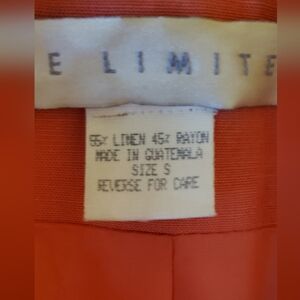 E LIMITE
55% LINEN 45% RAYON
MADE IN GUATEMALA
SIZE S
REVERSE FOR CARE